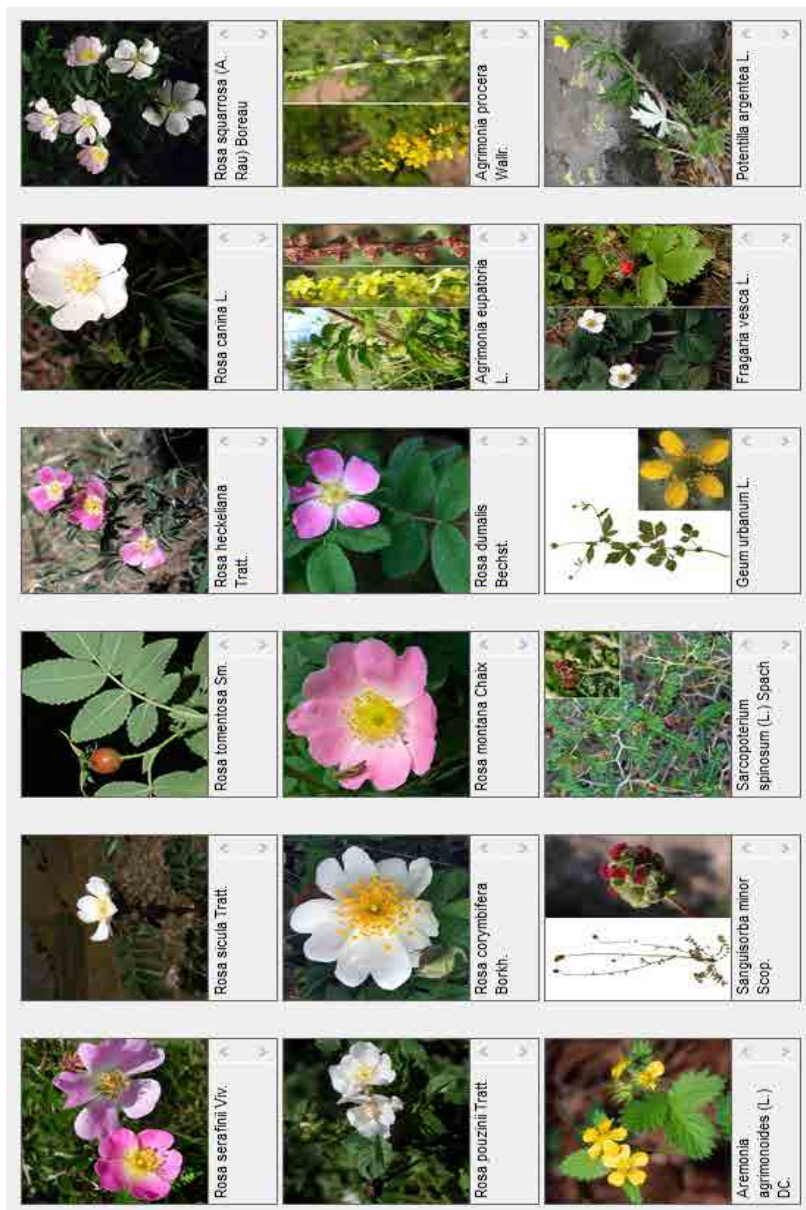 Rosa serafinii Viv.
Rosa sicula Tratt.
Rosa tomentosa Sm.
Rosa heckeliana
Tratt.
Rosa canina L.
Rosa squarrosa (A.
Rau) Boreau
Rosa pouzinii Tratt.
Rosa corymbifera
Borkh.
Rosa montana Chaix
Rosa dumalis
Bechst.
Agrimonia eupatoria
L.
Agrimonia procera
Wallr.
Aremonia
agrimonoides (L.)
DC.
Sanguisorba minor
Scop.
Sarcopoterium
spinosum (L.) Spach
Geum urbanum L.
Fragaria vesca L.
Potentilla argentea L.